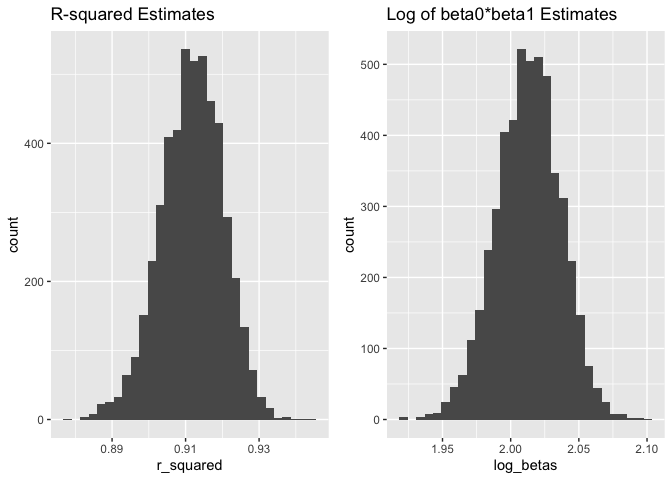 R-squared Estimates
count
400
200
0
0.89 0.91 0.93
r_squared
Log of beta0*beta1 Estimates
count
500
400
300
200
100
0
1.95 2.00 2.05 2.10
log_betas